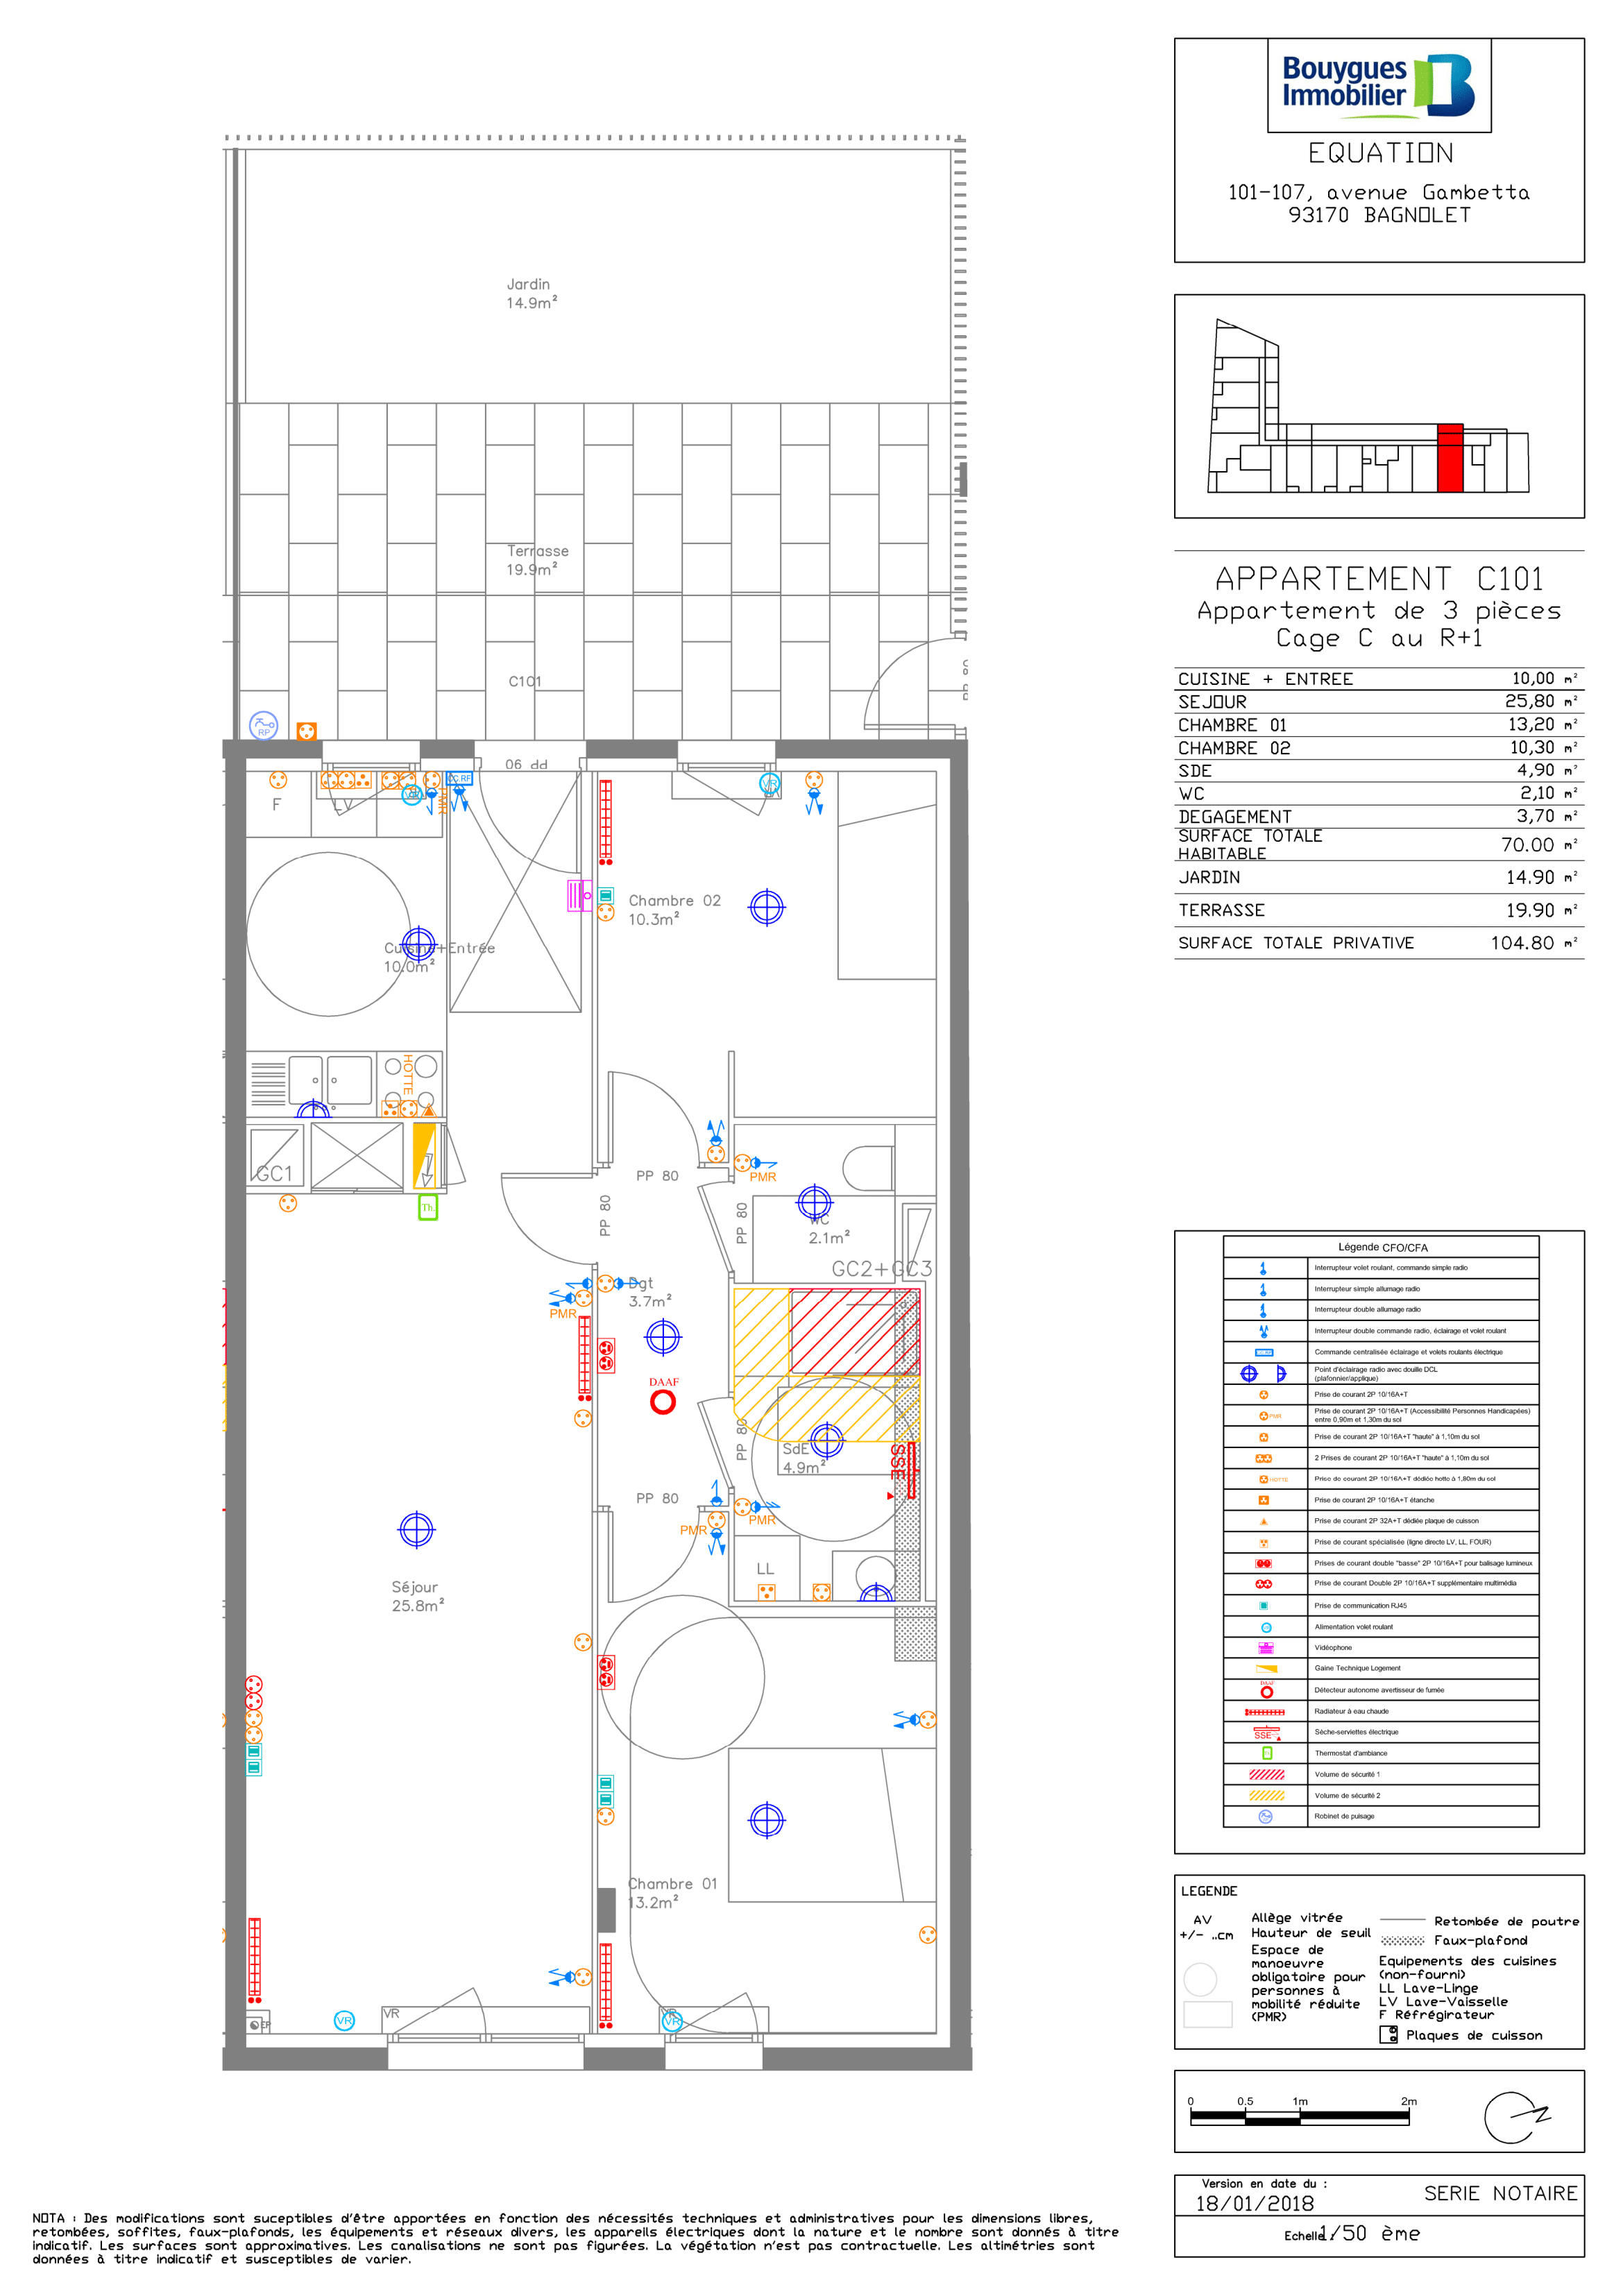 Bouygues
Immobilier
EQUATION
101-107, avenue Gambetta
93170 BAGNOLET
APPARTEMENT C101
Appartement de 3 pièces
Cage C au R+1
CUISINE + ENTREE 10,00 m²
SEJOUR 25,80 m²
CHAMBRE 01 13,20 m²
CHAMBRE 02 10,30 m²
SDE 4,90 m²
WC 2,10 m²
DEGAGEMENT 3,70 m²
SURFACE TOTALE
HABITABLE 70.00 m²
JARDIN 14.90 m²
TERRASSE 19.90 m²
SURFACE TOTALE PRIVATIVE 104.80 m²
Jardin
14.9m²
Terrasse
19.9m²
C101
PP 80
RP
PP 90
F
LV
PMR
CC.RF
VR
VR
Chambre 02
10.3m²
Cuisine+Entrée
10.0m²
HOTTE
GC1
Th.
PP 80
PP 80
PMR
PP 80
WC
2.1m²
GC2+GC3
Dgt
3.7m²
PMR
DAAF
PP 80
SdE
4.9m²
SSE
PP 80
PMR
PMR
LL
Séjour
25.8m²
Chambre 01
13.2m²
EP
VR
VR
VR
VR
Légende CFO/CFA
Interrupteur volet roulant, commande simple radio
Interrupteur simple allumage radio
Interrupteur double allumage radio
Interrupteur double commande radio, éclairage et volet roulant
Commande centralisée éclairage et volets roulants électrique
Point d'éclairage radio avec douille DCL
(plafonnier/applique)
Prise de courant 2P 10/16A+T
PMR Prise de courant 2P 10/16A+T (Accessibilité Personnes Handicapées)
entre 0,90m et 1,30m du sol
Prise de courant 2P 10/16A+T "haute" à 1,10m du sol
2 Prises de courant 2P 10/16A+T "haute" à 1,10m du sol
HOTTE Prise de courant 2P 10/16A+T dédiée hotte à 1,80m du sol
Prise de courant 2P 10/16A+T étanche
Prise de courant 2P 32A+T dédiée plaque de cuisson
Prise de courant spécialisée (ligne directe LV, LL, FOUR)
Prises de courant double "basse" 2P 10/16A+T pour balisage lumineux
Prise de courant Double 2P 10/16A+T supplémentaire multimédia
Prise de communication RJ45
Alimentation volet roulant
Vidéophone
Gaine Technique Logement
DAAF Détecteur autonome avertisseur de fumée
Radiateur à eau chaude
SSE Sèche-serviettes électrique
Thermostat d'ambiance
Volume de sécurité 1
Volume de sécurité 2
Robinet de puisage
LEGENDE
AV Allège vitrée
+/- ..cm Hauteur de seuil
Espace de
manoeuvre
obligatoire pour
personnes à
mobilité réduite
(PMR)
Retombée de poutre
Faux-plafond
Equipements des cuisines
(non-fourni)
LL Lave-Linge
LV Lave-Vaisselle
F Réfrigirateur
Plaques de cuisson
0 0.5 1m 2m
N
Version en date du :
18/01/2018
SERIE NOTAIRE
Echelle : 1/50 ème
NOTA : Des modifications sont suceptibles d'être apportées en fonction des nécessités techniques et administratives pour les dimensions libres,
retombées, soffites, faux-plafonds, les équipements et réseaux divers, les appareils électriques dont la nature et le nombre sont donnés à titre
indicatif. Les surfaces sont approximatives. Les canalisations ne sont pas figurées. La végétation n'est pas contractuelle. Les altimétries sont
données à titre indicatif et susceptibles de varier.